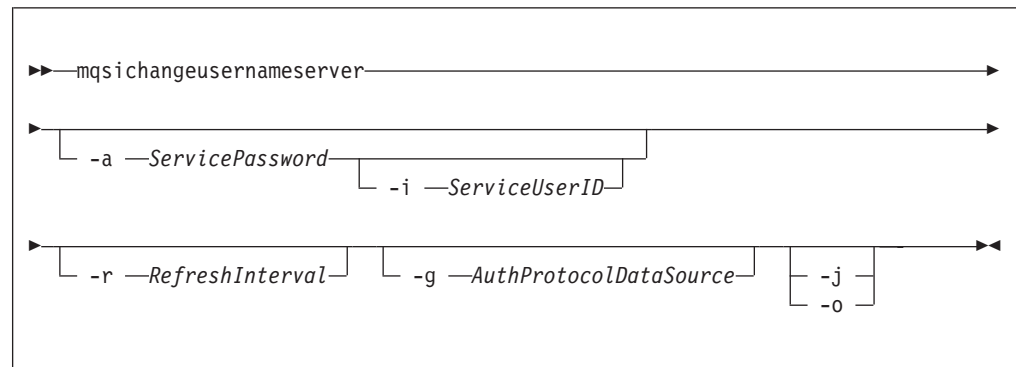 mqsichangeusernameserver
-a ServicePassword
-i ServiceUserID
-r RefreshInterval -g AuthProtocolDataSource -j
-o